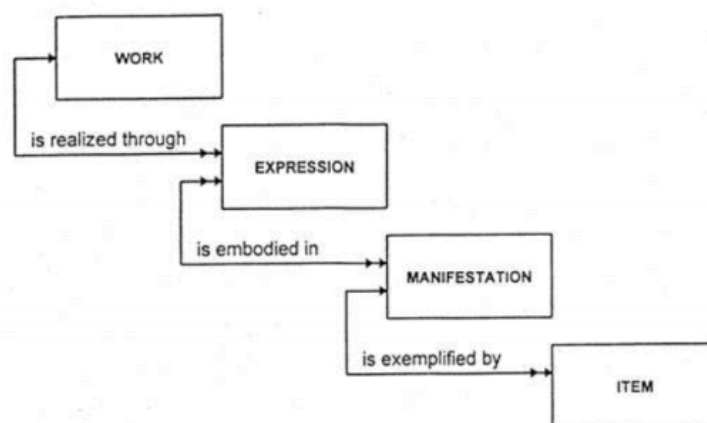 WORK
is realized through
EXPRESSION
is embodied in
MANIFESTATION
is exemplified by
ITEM